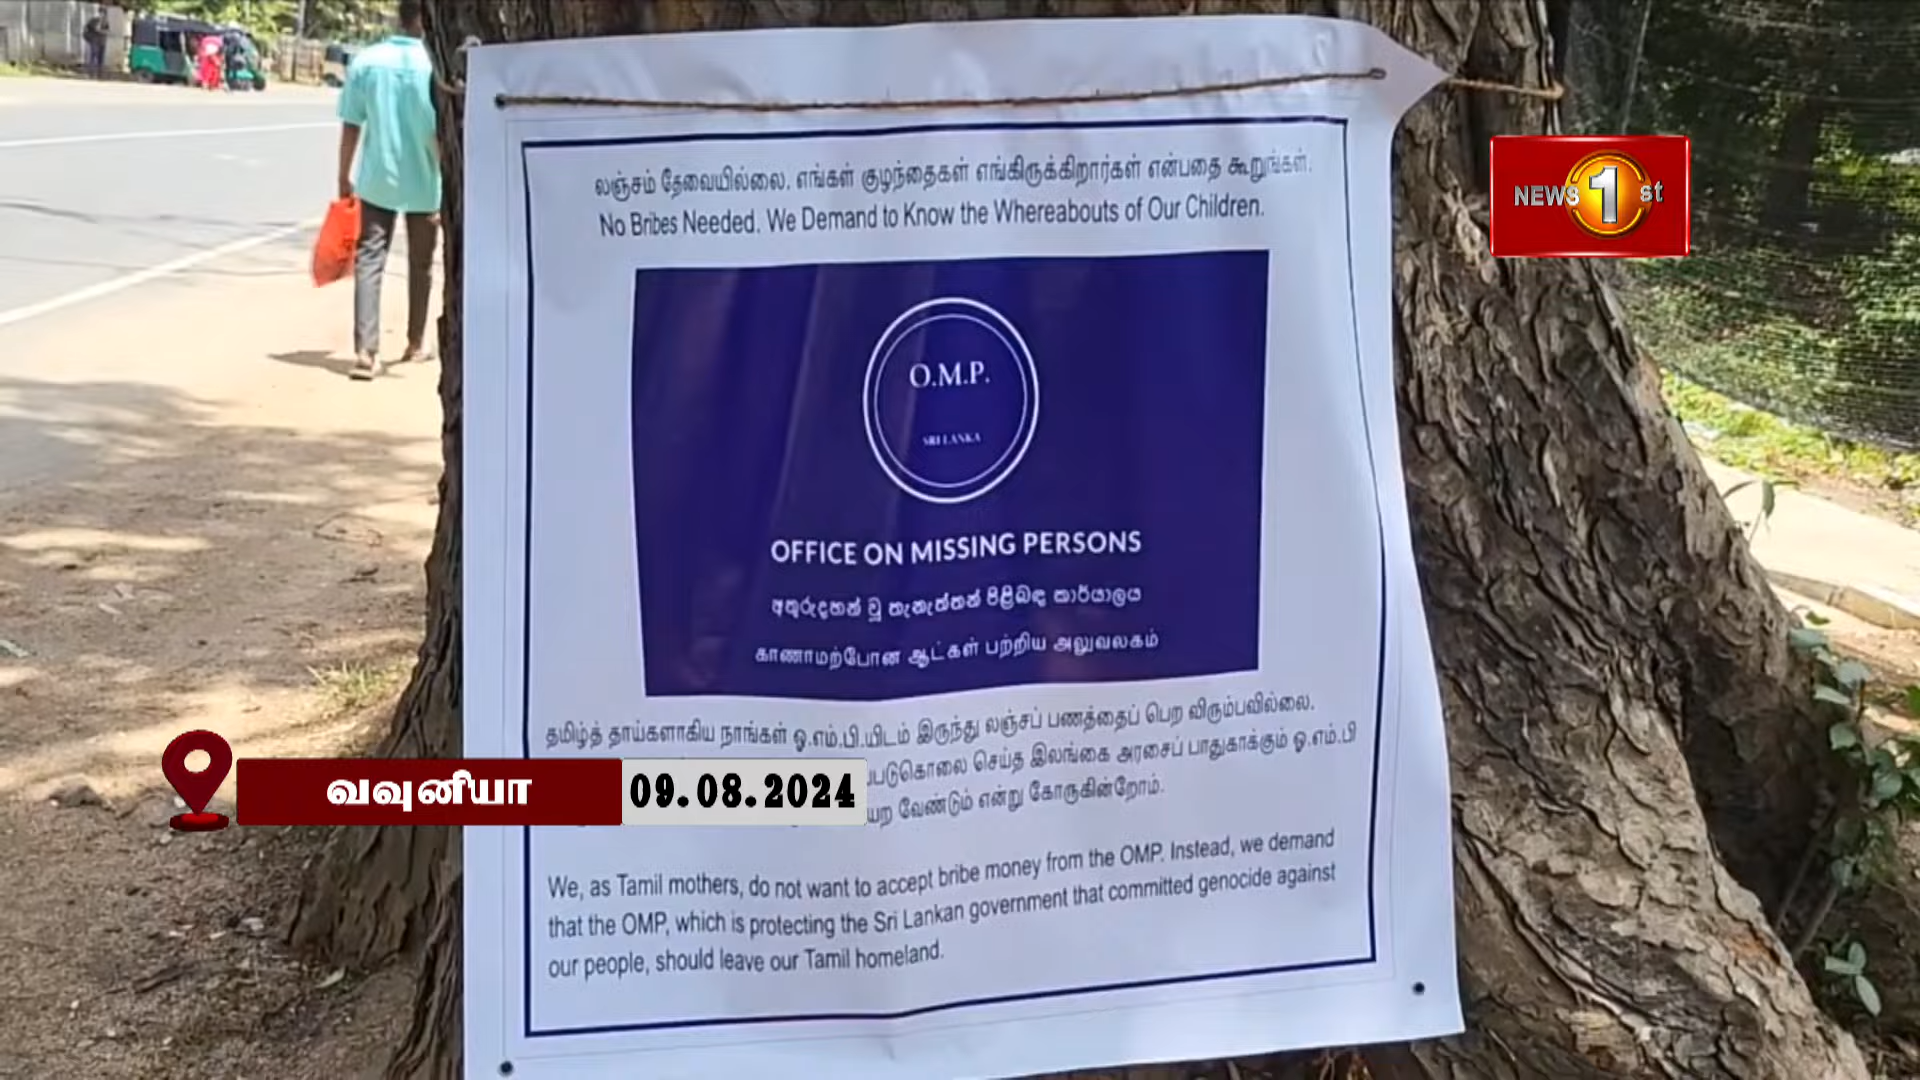 லஞ்சம் தேவையில்லை. எங்கள் குழந்தைகள் எங்கிருக்கிறார்கள் என்பதை கூறுங்கள்.
No Bribes Needed. We Demand to Know the Whereabouts of Our Children.
NEWS 1st
O.M.P.
SRI LANKA
OFFICE ON MISSING PERSONS
අතුරුදහන් වූ තැනැත්තන් පිළිබඳ කාර්යාලය
காணாமற்போன ஆட்கள் பற்றிய அலுவலகம்
தமிழ்த் தாய்களாகிய நாங்கள் ஓ.எம்.பி.யிடம் இருந்து லஞ்சப் பணத்தைப் பெற விரும்பவில்லை.
செய்த இலங்கை அரசைப் பாதுகாக்கும் ஓ.எம்.பி
வேண்டும் என்று கோருகின்றோம்.
வவுனியா 09.08.2024
We, as Tamil mothers, do not want to accept bribe money from the OMP. Instead, we demand
that the OMP, which is protecting the Sri Lankan government that committed genocide against
our people, should leave our Tamil homeland.